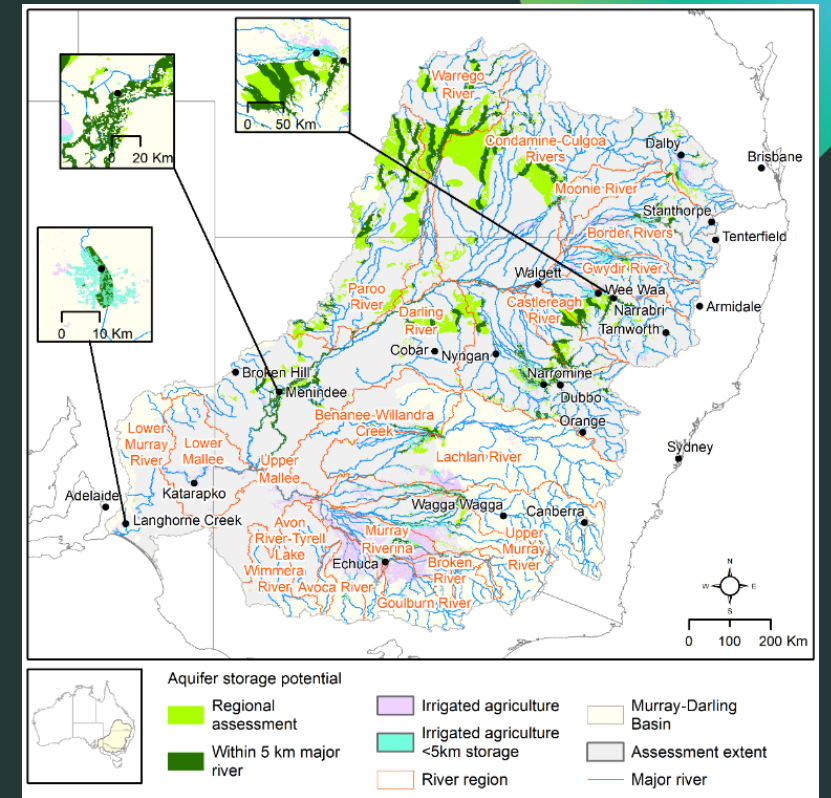 0 50 Km
0 20 Km
0 10 Km
Warrego
River
Condamine-Culgoa
Rivers
Dalby
Brisbane
Moonie River
Stanthorpe
Border Rivers
Tenterfield
Gwydir River
Walgett
Wee Waa
Paroo
River
Darling
River
Castlereagh
River
Narrabri
Armidale
Tamworth
Cobar
Nyngan
Broken Hill
Menindee
Narromine
Dubbo
Benanee-Willandra
Creek
Orange
Lower
Murray
River
Lower
Mallee
Upper
Mallee
Lachlan River
Sydney
Katarapko
Adelaide
Wagga Wagga
Canberra
Langhorne Creek
Avon
River-Tyrell
Lake
Murray
Riverina
Upper
Murray
River
Echuca
Broken
River
Wimmera
River
Avoca River
Goulburn River
N
W E
S
0 100 200 Km
Aquifer storage potential
Regional
assessment
Within 5 km major
river
Irrigated agriculture
Irrigated agriculture
<5km storage
River region
Murray-Darling
Basin
Assessment extent
Major river